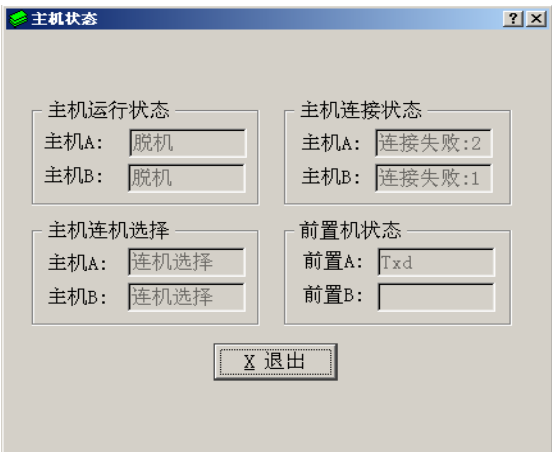 主机状态
主机运行状态
主机A: 脱机
主机B: 脱机
主机连接状态
主机A: 连接失败:2
主机B: 连接失败:1
主机连机选择
主机A: 连机选择
主机B: 连机选择
前置机状态
前置A: Txd
前置B:
X 退出